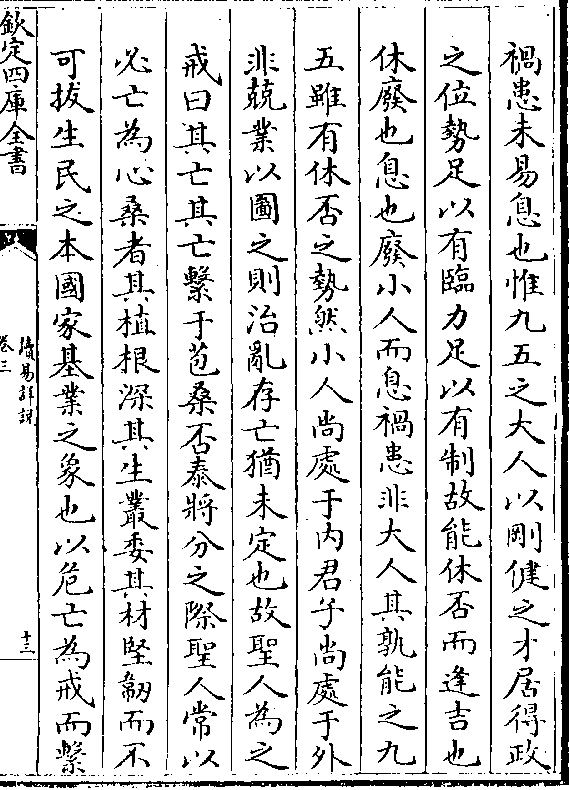 禍患未易息也惟九五之大人以剛健之才居得政
之位勢足以有臨力足以有制故能休否而逢吉也
休廢也息也廢小人而息禍患非大人其孰能之九
五雖有休否之勢然小人尚處于内君子尚處于外
非兢業以圖之則治亂存亡猶未定也故聖人為之
戒曰其亡其亡繫于苞桑否泰將分之際聖人常以
必亡為心桑者其植根深其生叢委其材堅韌而不
可拔生民之本國家基業之象也以危亡為戒而繫
欽定四庫全書
讀易詳說
卷三
十三